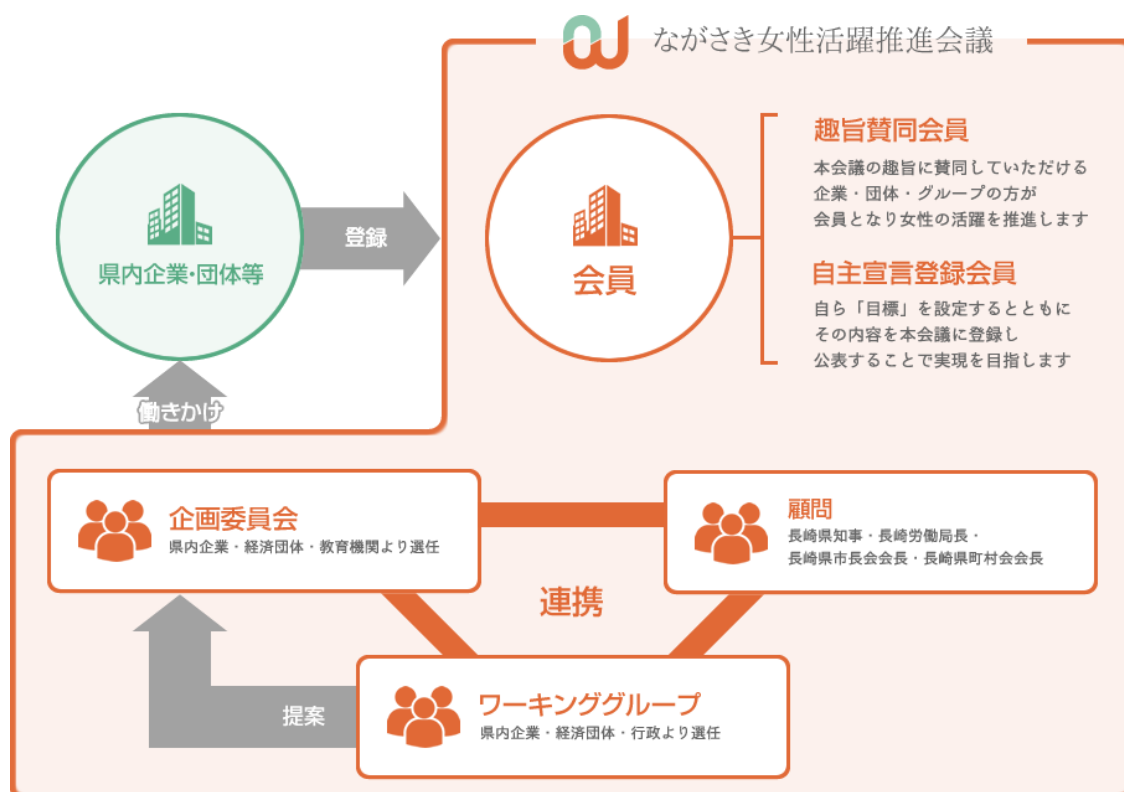 ながさき女性活躍推進会議
県内企業・団体等
登録
会員
趣旨賛同会員
本会議の趣旨に賛同していただける
企業・団体・グループの方が
会員となり女性の活躍を推進します
自主宣言登録会員
自ら「目標」を設定するとともに
その内容を本会議に登録し
公表することで実現を目指します
働きかけ
企画委員会
県内企業・経済団体・教育機関より選任
顧問
長崎県知事・長崎労働局長・
長崎県市長会会長・長崎県町村会会長
連携
提案
ワーキンググループ
県内企業・経済団体・行政より選任